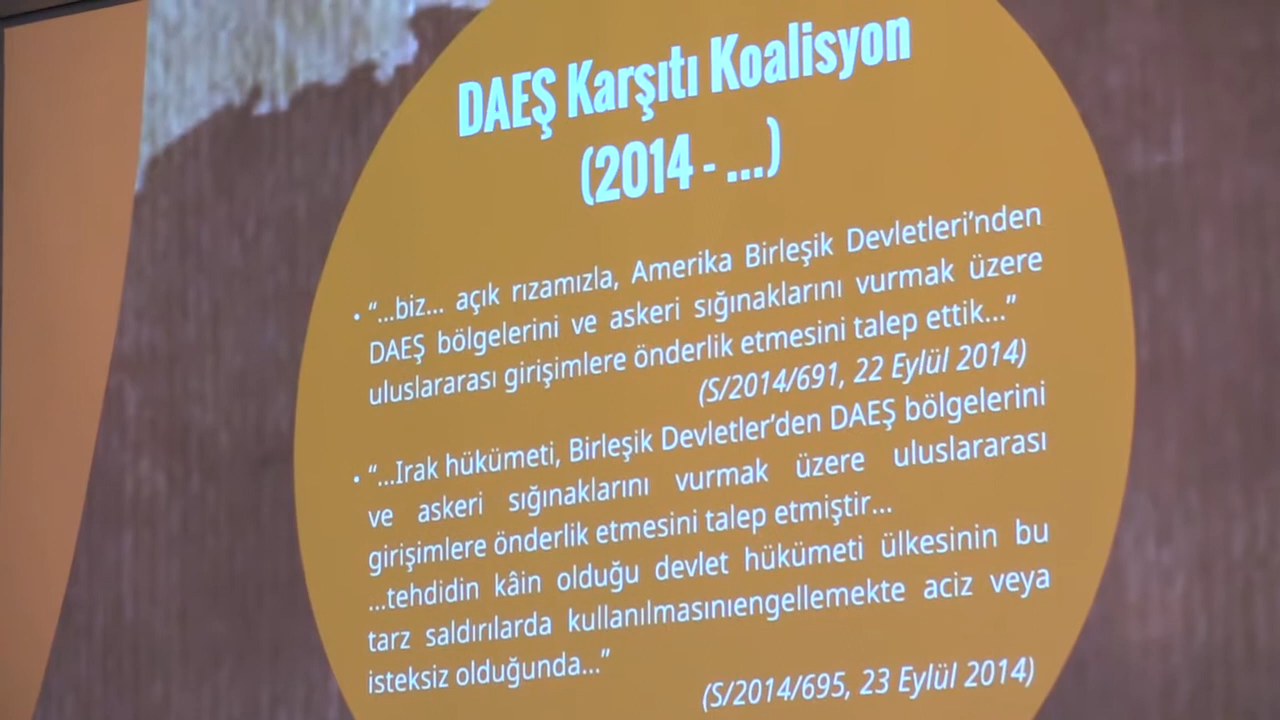 DAEŞ Karşıtı Koalisyon
(2014 - ...)
• “...biz... açık rızamızla, Amerika Birleşik Devletleri’nden
DAEŞ bölgelerini ve askeri sığınaklarını vurmak üzere
uluslararası girişimlere önderlik etmesini talep ettik...”
(S/2014/691, 22 Eylül 2014)
• “...Irak hükümeti, Birleşik Devletler’den DAEŞ bölgelerini
ve askeri sığınaklarını vurmak üzere uluslararası
girişimlere önderlik etmesini talep etmiştir...
...tehdidin kâin olduğu devlet hükümeti ülkesinin bu
tarz saldırılarda kullanılmasınıengellemekte aciz veya
isteksiz olduğunda...”
(S/2014/695, 23 Eylül 2014)